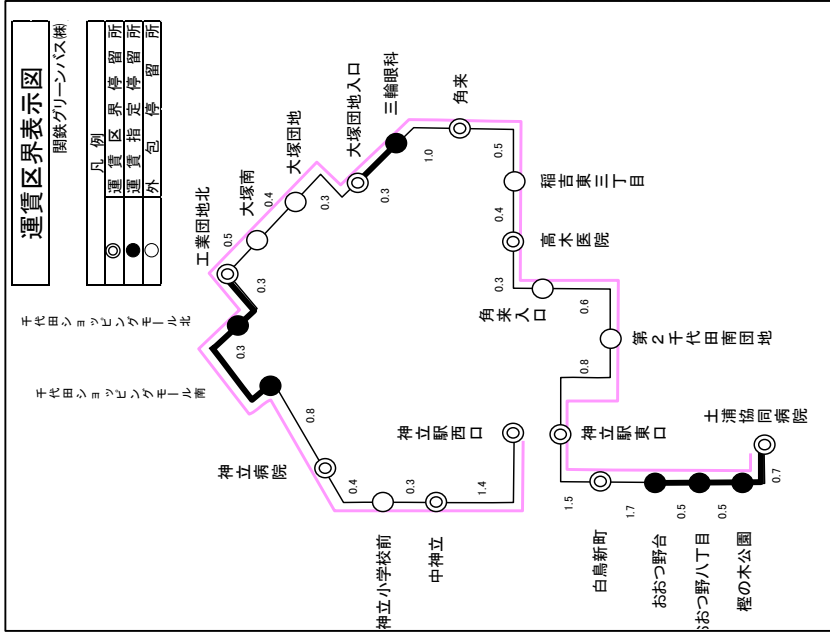 運賃区界表示図
関鉄グリーンバス㈱
凡例
◎ 運賃区界停留所
● 運賃指定停留所
○ 外包停留所
千代田ショッピングモール北
千代田ショッピングモール南
工業団地北
大塚南
大塚団地
大塚団地入口
三輪眼科
角来
稲吉東三丁目
高木医院
角来入口
第2千代田南団地
神立駅東口
土浦協同病院
白鳥新町
おおつ野台
おおつ野八丁目
樫の木公園
神立病院
神立小学校前
中神立
神立駅西口
0.5
0.4
0.3
0.3
0.3
0.3
1.0
0.5
0.4
0.3
0.6
0.8
0.8
0.4
0.3
1.4
1.5
1.7
0.5
0.5
0.7